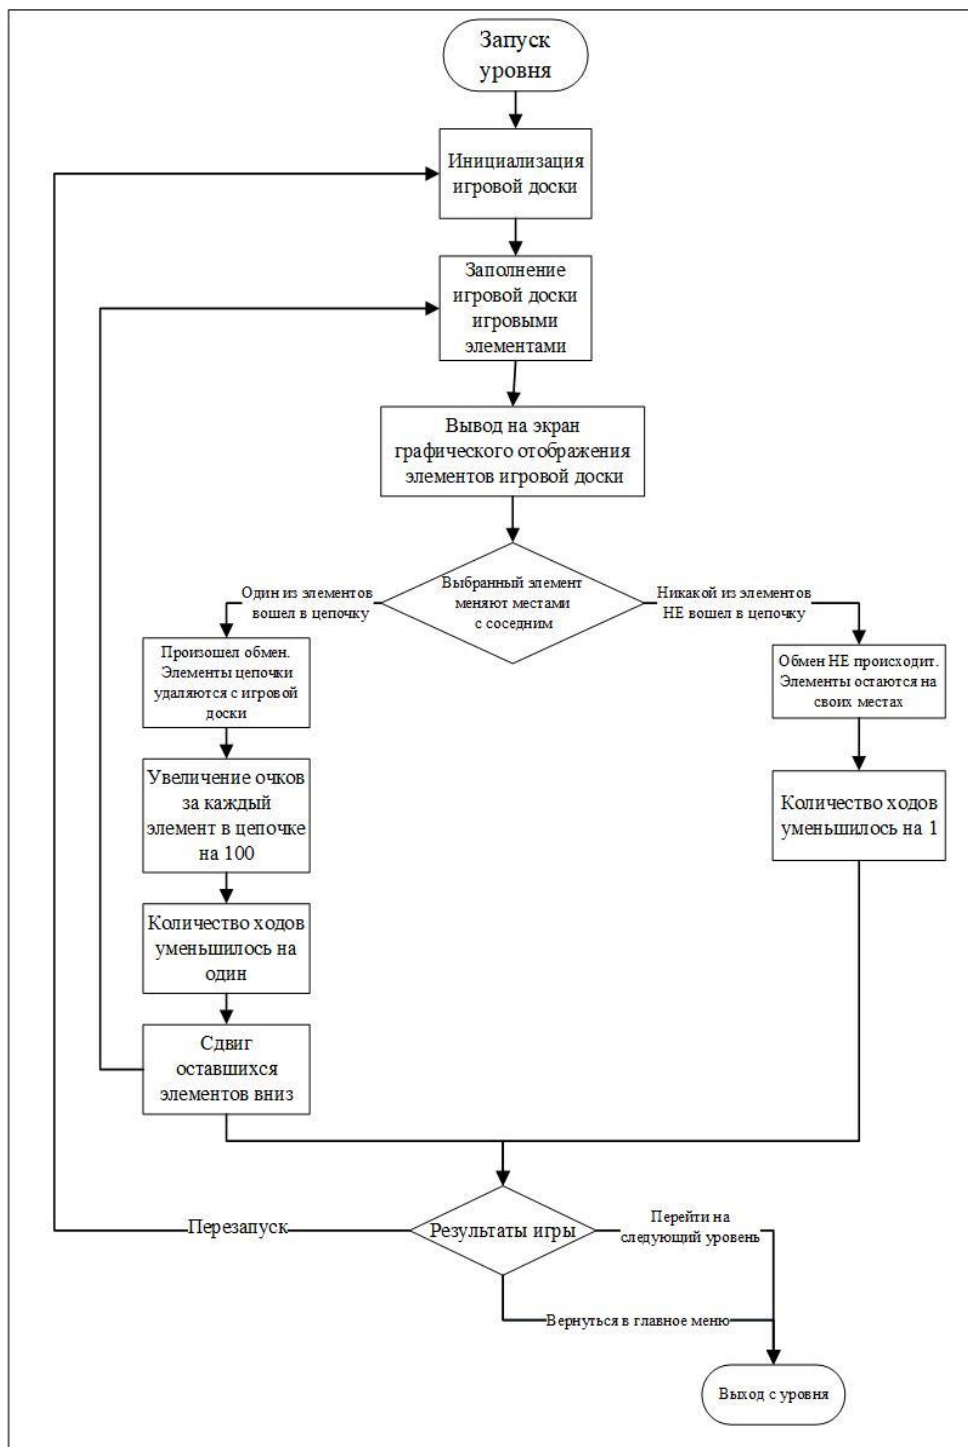 Запуск
уровня
Инициализация
игровой доски
Заполнение
игровой доски
игровыми
элементами
Вывод на экран
графического отображения
элементов игровой доски
Выбранный элемент
меняют местами
с соседним
Один из элементов
вошел в цепочку
Никакой из элементов
НЕ вошел в цепочку
Произошел обмен.
Элементы цепочки
удаляются с игровой
доски
Обмен НЕ происходит.
Элементы остаются на
своих местах
Увеличение очков
за каждый
элемент в цепочке
на 100
Количество ходов
уменьшилось на 1
Количество ходов
уменьшилось на
один
Сдвиг
оставшихся
элементов вниз
Результаты игры
Перезапуск
Перейти на
следующий уровень
Вернуться в главное меню
Выход с уровня